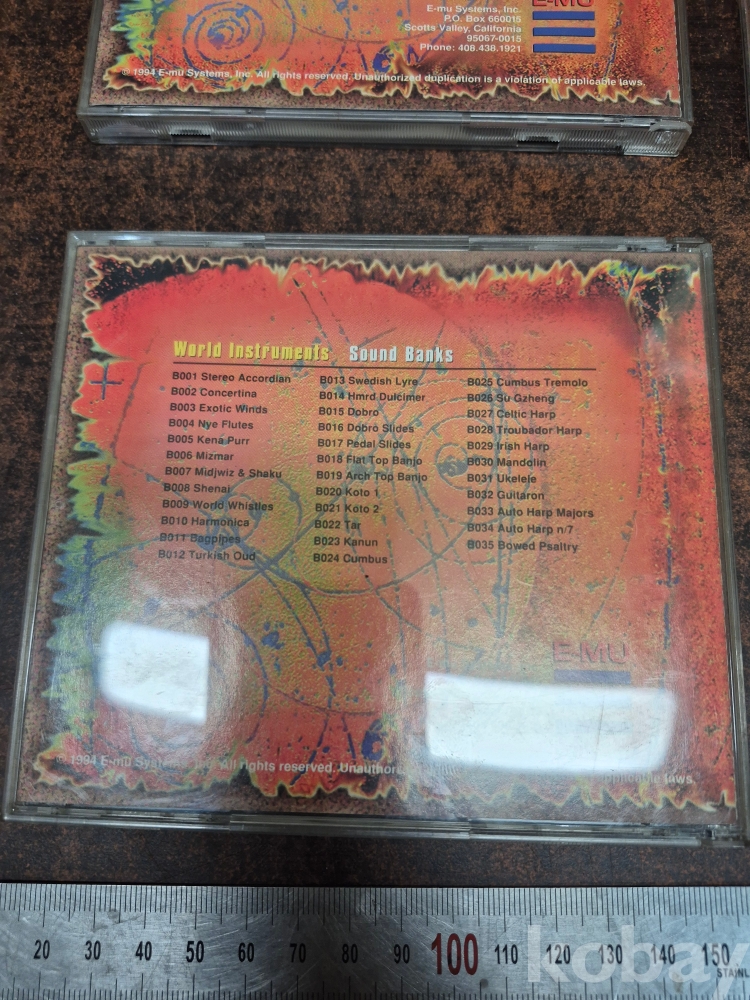 E-MU
E-mu Systems, Inc.
P.O. Box 660015
Scotts Valley, California
95067-0015
Phone: 408.438.1921
© 1994 E-mu Systems, Inc. All rights reserved. Unauthorized duplication is a violation of applicable laws.
World Instruments Sound Banks
B001 Stereo Accordian
B002 Concertina
B003 Exotic Winds
B004 Nye Flutes
B005 Kena Purr
B006 Mizmar
B007 Midjwiz & Shaku
B008 Shenai
B009 World Whistles
B010 Harmonica
B011 Bagpipes
B012 Turkish Oud
B013 Swedish Lyre
B014 Hmrd Dulcimer
B015 Dobro
B016 Dobro Slides
B017 Pedal Slides
B018 Flat Top Banjo
B019 Arch Top Banjo
B020 Koto 1
B021 Koto 2
B022 Tar
B023 Kanun
B024 Cumbus
B025 Cumbus Tremolo
B026 Su Gzheng
B027 Celtic Harp
B028 Troubador Harp
B029 Irish Harp
B030 Mandolin
B031 Ukelele
B032 Guitaron
B033 Auto Harp Majors
B034 Auto Harp n/7
B035 Bowed Psaltry
E-MU
© 1994 E-mu Systems, Inc. All rights reserved. laws.
20 30 40 50 60 70 80 90 100 110 120 130 140 150
kobay